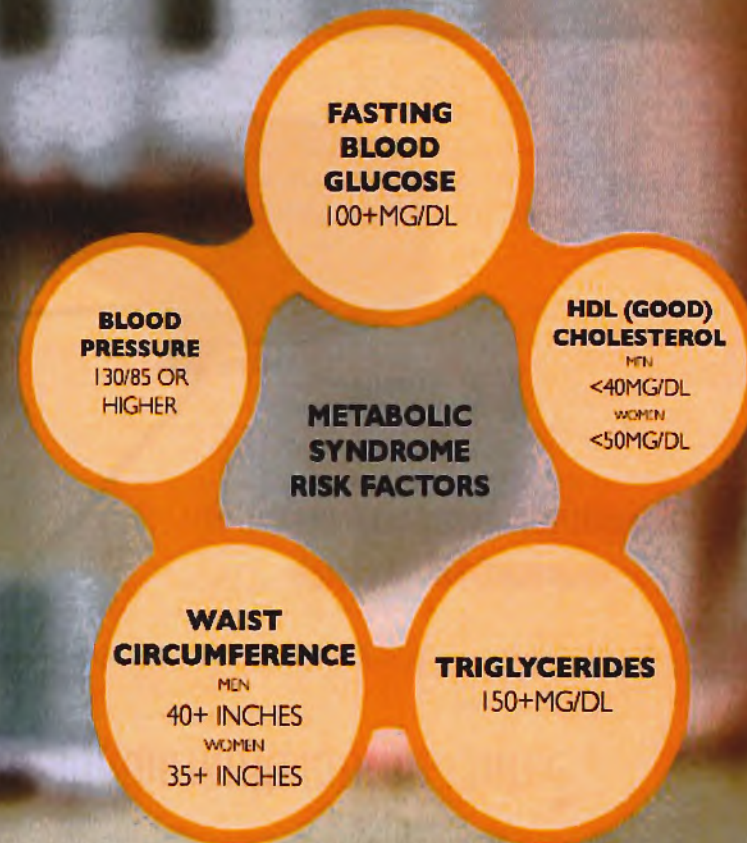 FASTING
BLOOD
GLUCOSE
100+MG/DL
HDL (GOOD)
CHOLESTEROL
MEN
<40MG/DL
WOMEN
<50MG/DL
BLOOD
PRESSURE
130/85 OR
HIGHER
METABOLIC
SYNDROME
RISK FACTORS
WAIST
CIRCUMFERENCE
MEN
40+ INCHES
WOMEN
35+ INCHES
TRIGLYCERIDES
150+MG/DL